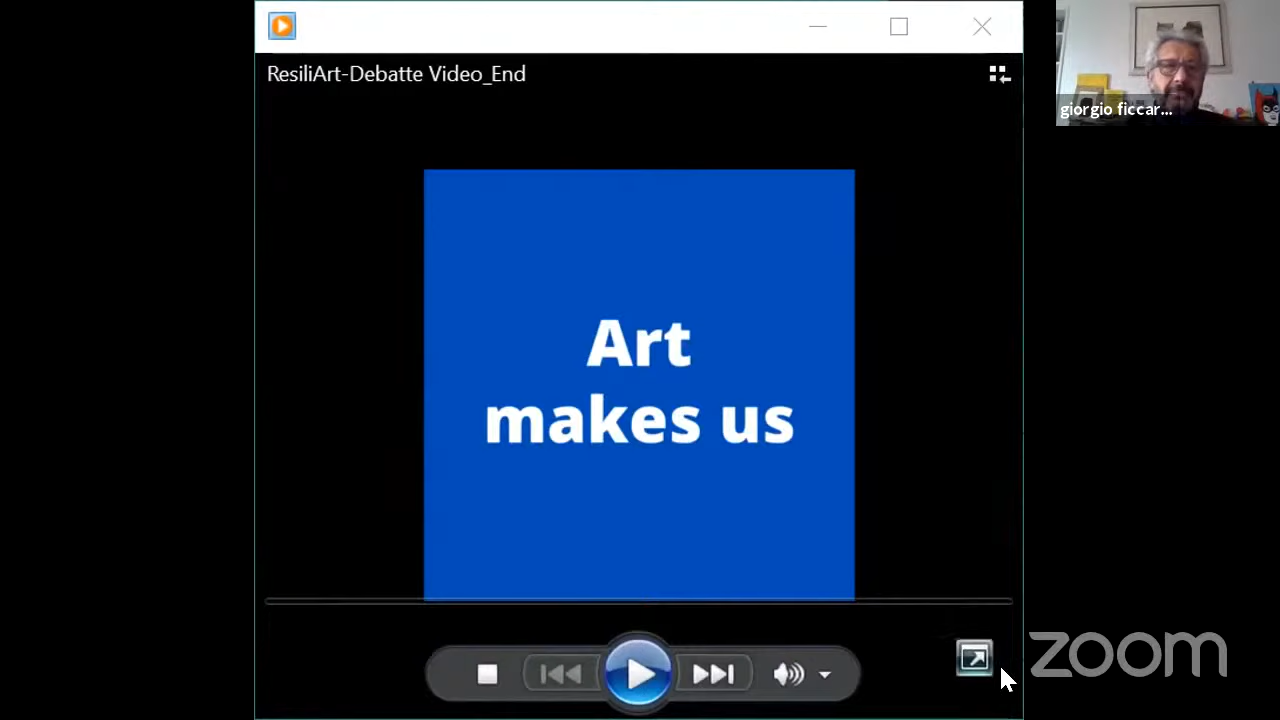 ResiliArt-Debatte Video_End
giorgio ficcar...
Art
makes us
zoom